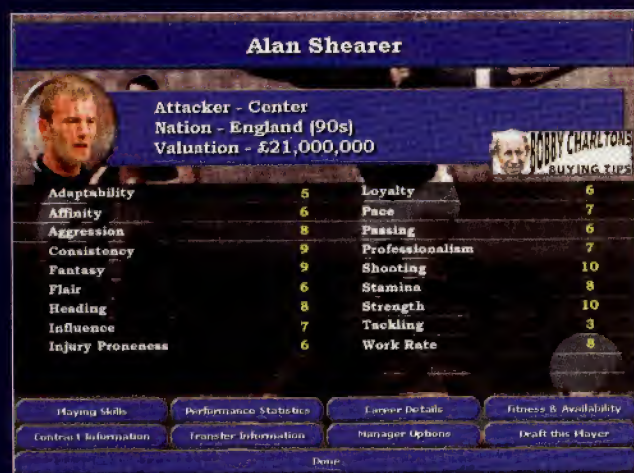 Alan Shearer
Attacker - Center
Nation - England (90s)
Valuation - £21,000,000
BOBBY CHARLTON'S
BUYING TIPS
Adaptability 5
Affinity 6
Aggression 8
Consistency 9
Fantasy 9
Flair 6
Heading 8
Influence 7
Injury Proneness 6
Loyalty 6
Pace 7
Passing 6
Professionalism 7
Shooting 10
Stamina 8
Strength 10
Tackling 3
Work Rate 8
Playing Skills
Performance Statistics
Career Details
Fitness & Availability
Contract Information
Transfer Information
Manager Options
Draft this Player
Done